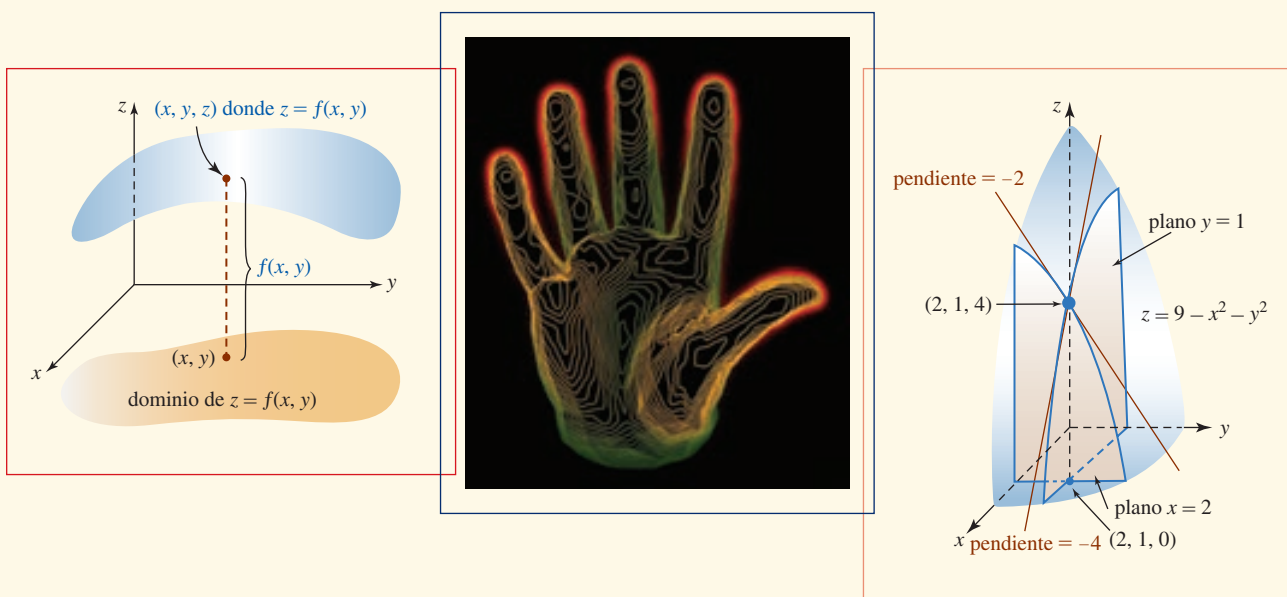 z
(x, y, z) donde z = f(x, y)
f(x, y)
y
(x, y)
x
dominio de z = f(x, y)
z
pendiente = –2
plano y = 1
(2, 1, 4)
z = 9 – x² – y²
y
plano x = 2
x
pendiente = –4
(2, 1, 0)